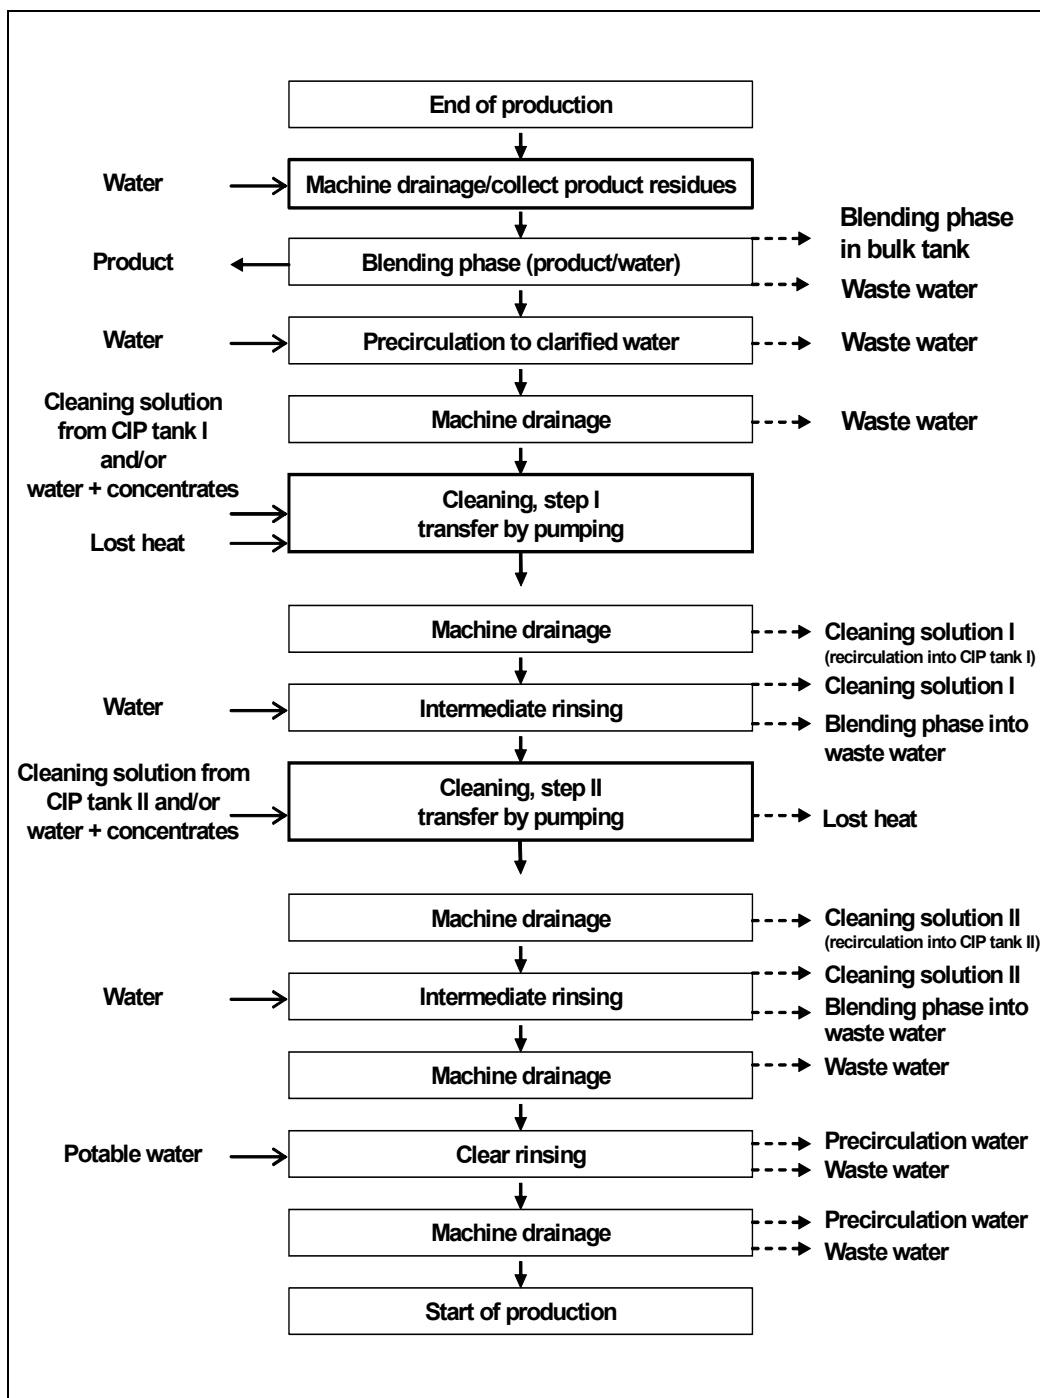 End of production
Water
Machine drainage/collect product residues
Blending phase
in bulk tank
Product
Blending phase (product/water)
Waste water
Water
Precirculation to clarified water
Waste water
Cleaning solution
from CIP tank I
and/or
water + concentrates
Machine drainage
Waste water
Cleaning, step I
transfer by pumping
Lost heat
Machine drainage
Cleaning solution I
(recirculation into CIP tank I)
Water
Intermediate rinsing
Cleaning solution I
Blending phase into
waste water
Cleaning solution from
CIP tank II and/or
water + concentrates
Cleaning, step II
transfer by pumping
Lost heat
Machine drainage
Cleaning solution II
(recirculation into CIP tank II)
Water
Intermediate rinsing
Cleaning solution II
Blending phase into
waste water
Machine drainage
Waste water
Potable water
Clear rinsing
Precirculation water
Waste water
Machine drainage
Precirculation water
Waste water
Start of production